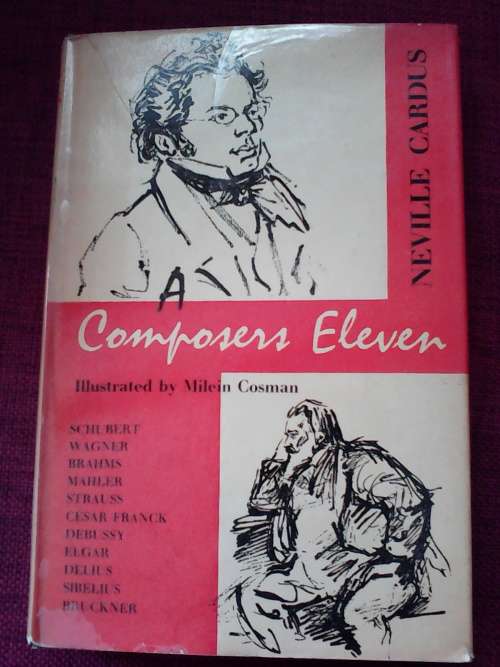 NEVILLE CARDUS
A
Composers Eleven
Illustrated by Milein Cosman
SCHUBERT
WAGNER
BRAHMS
MAHLER
STRAUSS
CESAR FRANCK
DEBUSSY
ELGAR
DELIUS
SIBELIUS
BRUCKNER